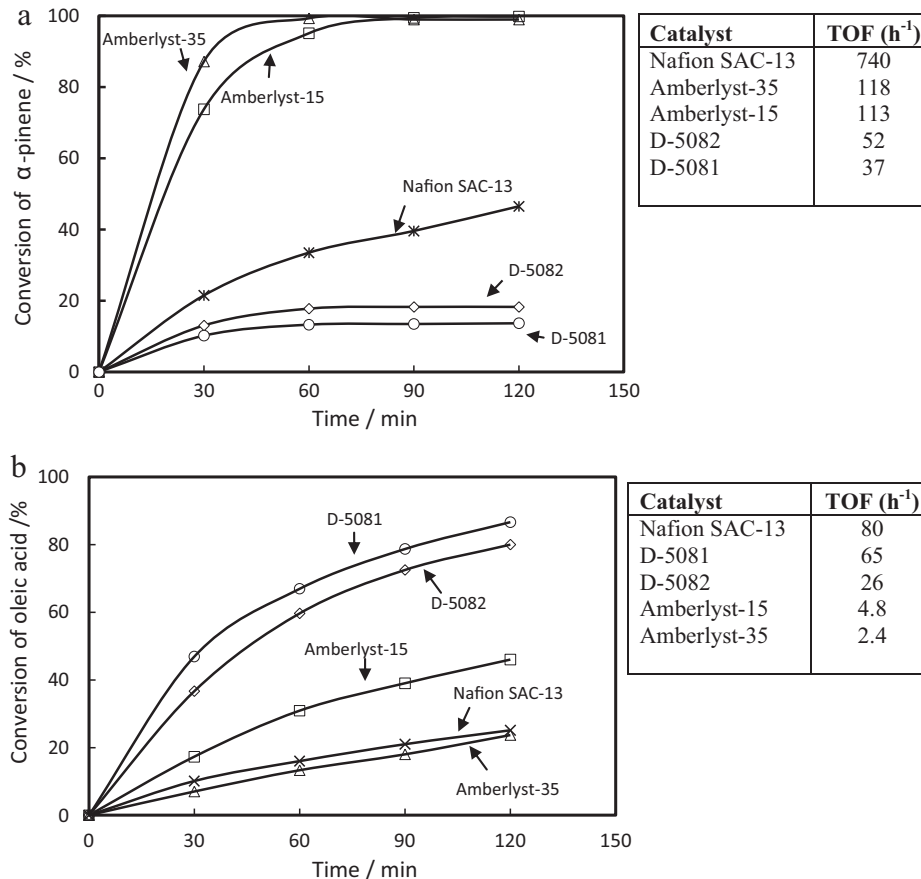 a
Conversion of α-pinene / %
100
80
60
40
20
0
Amberlyst-35
Amberlyst-15
Nafion SAC-13
D-5082
D-5081
0 30 60 90 120 150
Time / min
Catalyst TOF (h⁻¹)
Nafion SAC-13 740
Amberlyst-35 118
Amberlyst-15 113
D-5082 52
D-5081 37
b
Conversion of oleic acid /%
100
80
60
40
20
0
D-5081
D-5082
Amberlyst-15
Nafion SAC-13
Amberlyst-35
0 30 60 90 120 150
Time / min
Catalyst TOF (h⁻¹)
Nafion SAC-13 80
D-5081 65
D-5082 26
Amberlyst-15 4.8
Amberlyst-35 2.4